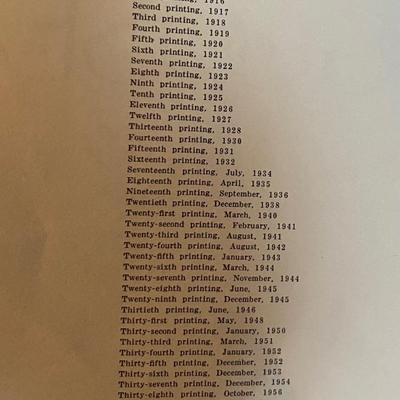 printing, 1916
Second printing, 1917
Third printing, 1918
Fourth printing, 1919
Fifth printing, 1920
Sixth printing, 1921
Seventh printing, 1922
Eighth printing, 1923
Ninth printing, 1924
Tenth printing, 1925
Eleventh printing, 1926
Twelfth printing, 1927
Thirteenth printing, 1928
Fourteenth printing, 1930
Fifteenth printing, 1931
Sixteenth printing, 1932
Seventeenth printing, July, 1934
Eighteenth printing, April, 1935
Nineteenth printing, September, 1936
Twentieth printing, December, 1938
Twenty-first printing, March, 1940
Twenty-second printing, February, 1941
Twenty-third printing, August, 1941
Twenty-fourth printing, August, 1942
Twenty-fifth printing, January, 1943
Twenty-sixth printing, March, 1944
Twenty-seventh printing, November, 1944
Twenty-eighth printing, June, 1945
Twenty-ninth printing, December, 1945
Thirtieth printing, June, 1946
Thirty-first printing, May, 1948
Thirty-second printing, January, 1950
Thirty-third printing, March, 1951
Thirty-fourth printing, January, 1952
Thirty-fifth printing, December, 1952
Thirty-sixth printing, December, 1953
Thirty-seventh printing, December, 1954
Thirty-eighth printing, October, 1956